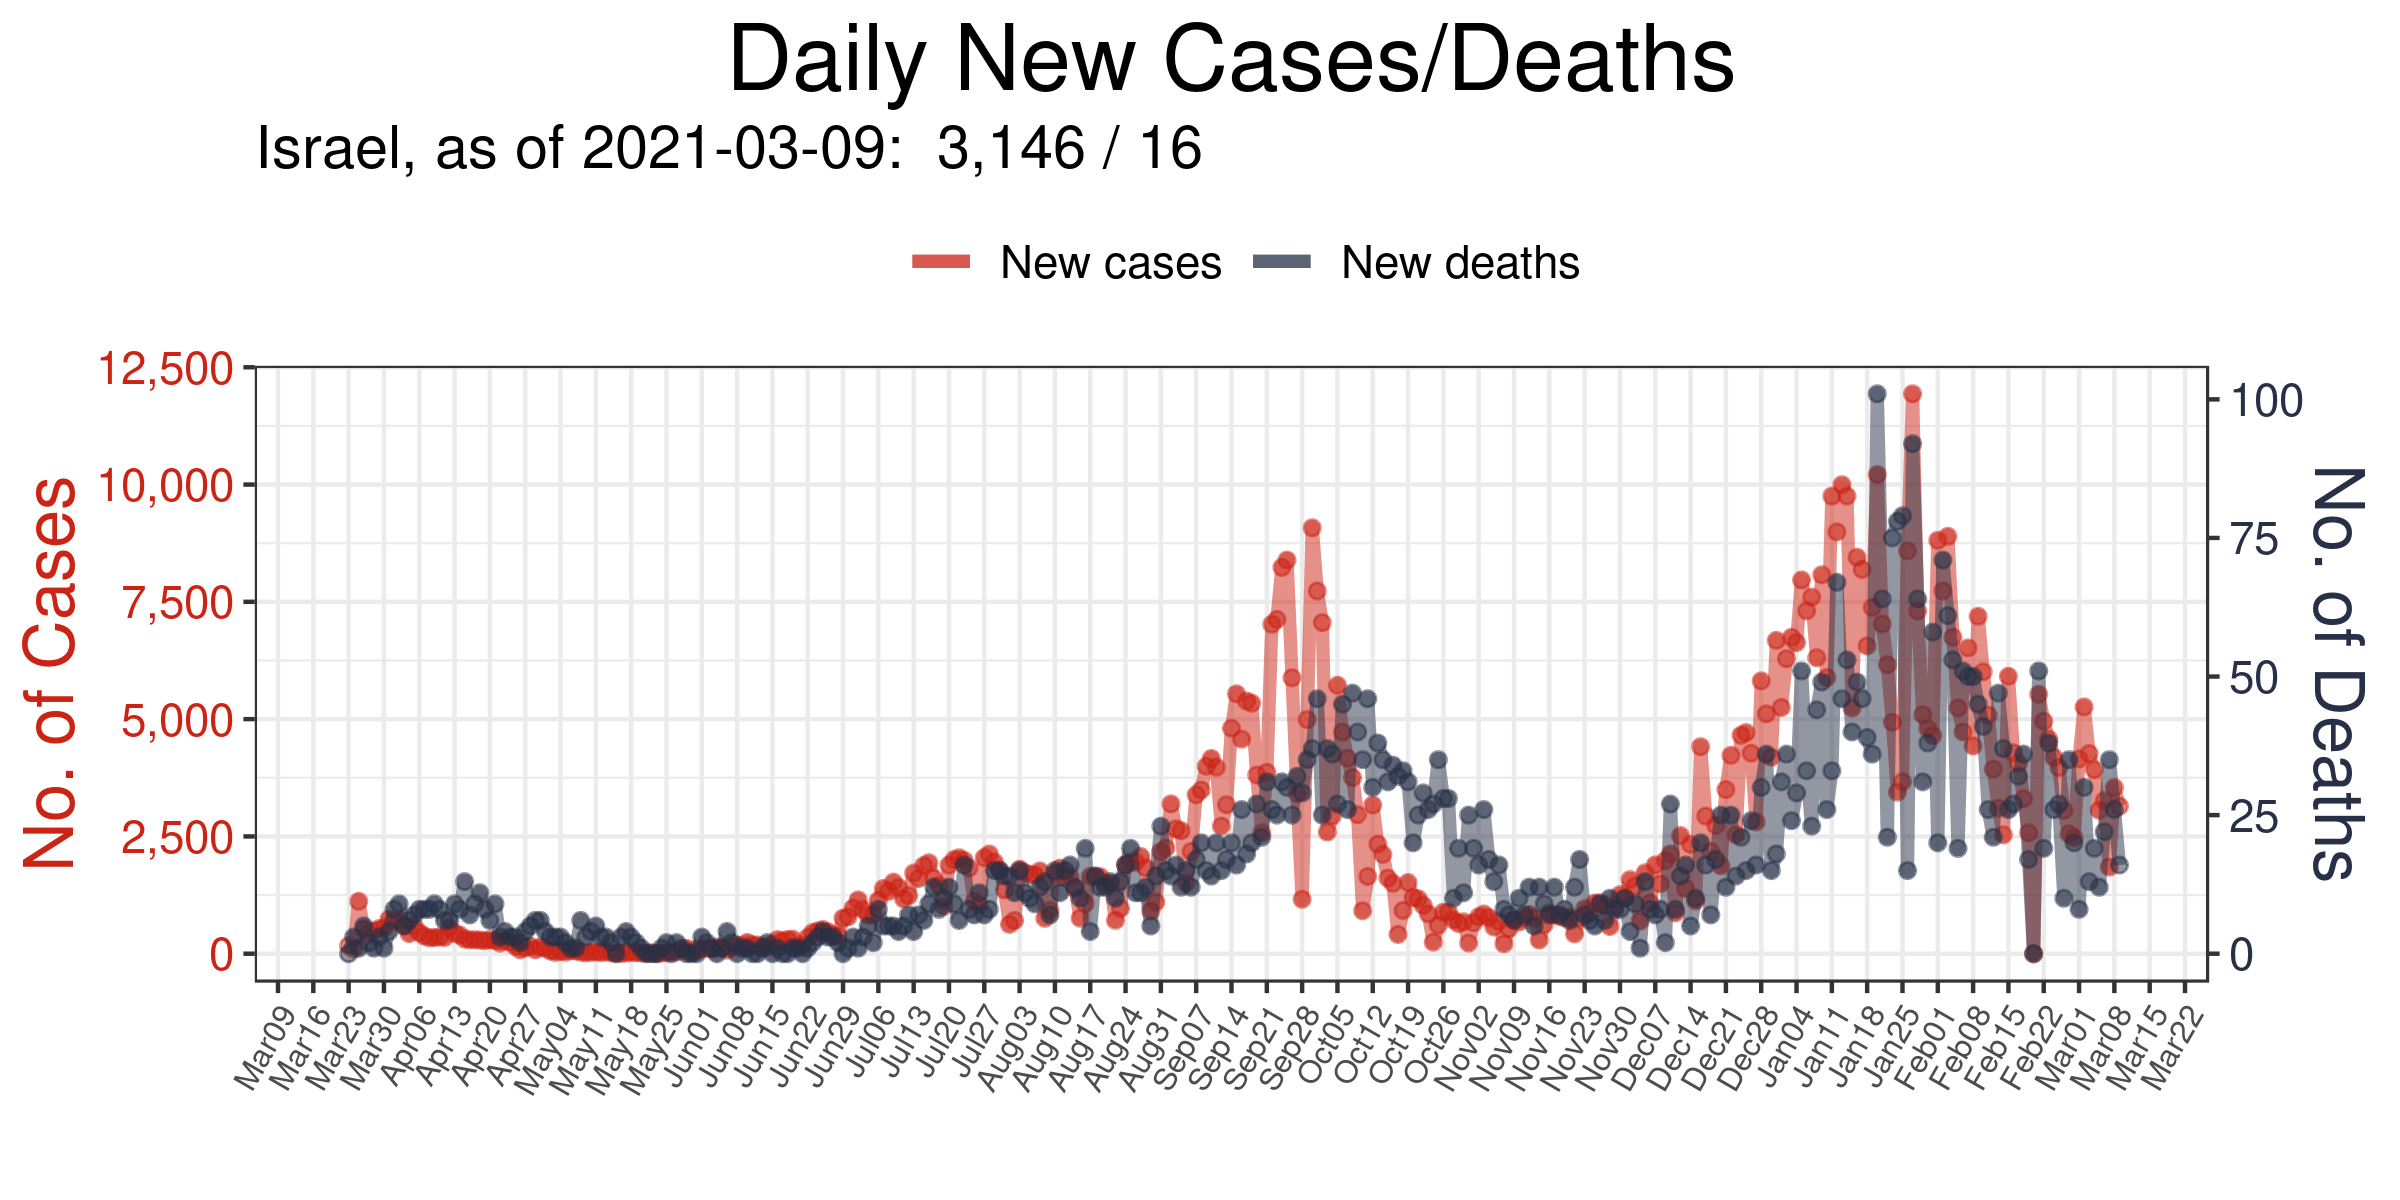 Daily New Cases/Deaths
Israel, as of 2021-03-09: 3,146 / 16
New cases New deaths
No. of Cases
12,500
10,000
7,500
5,000
2,500
0
100
75
50
25
0
No. of Deaths
Mar09 Mar16 Mar23 Mar30 Apr06 Apr13 Apr20 Apr27 May04 May11 May18 May25 Jun01 Jun08 Jun15 Jun22 Jun29 Jul06 Jul13 Jul20 Jul27 Aug03 Aug10 Aug17 Aug24 Aug31 Sep07 Sep14 Sep21 Sep28 Oct05 Oct12 Oct19 Oct26 Nov02 Nov09 Nov16 Nov23 Nov30 Dec07 Dec14 Dec21 Dec28 Jan04 Jan11 Jan18 Jan25 Feb01 Feb08 Feb15 Feb22 Mar01 Mar08 Mar15 Mar22